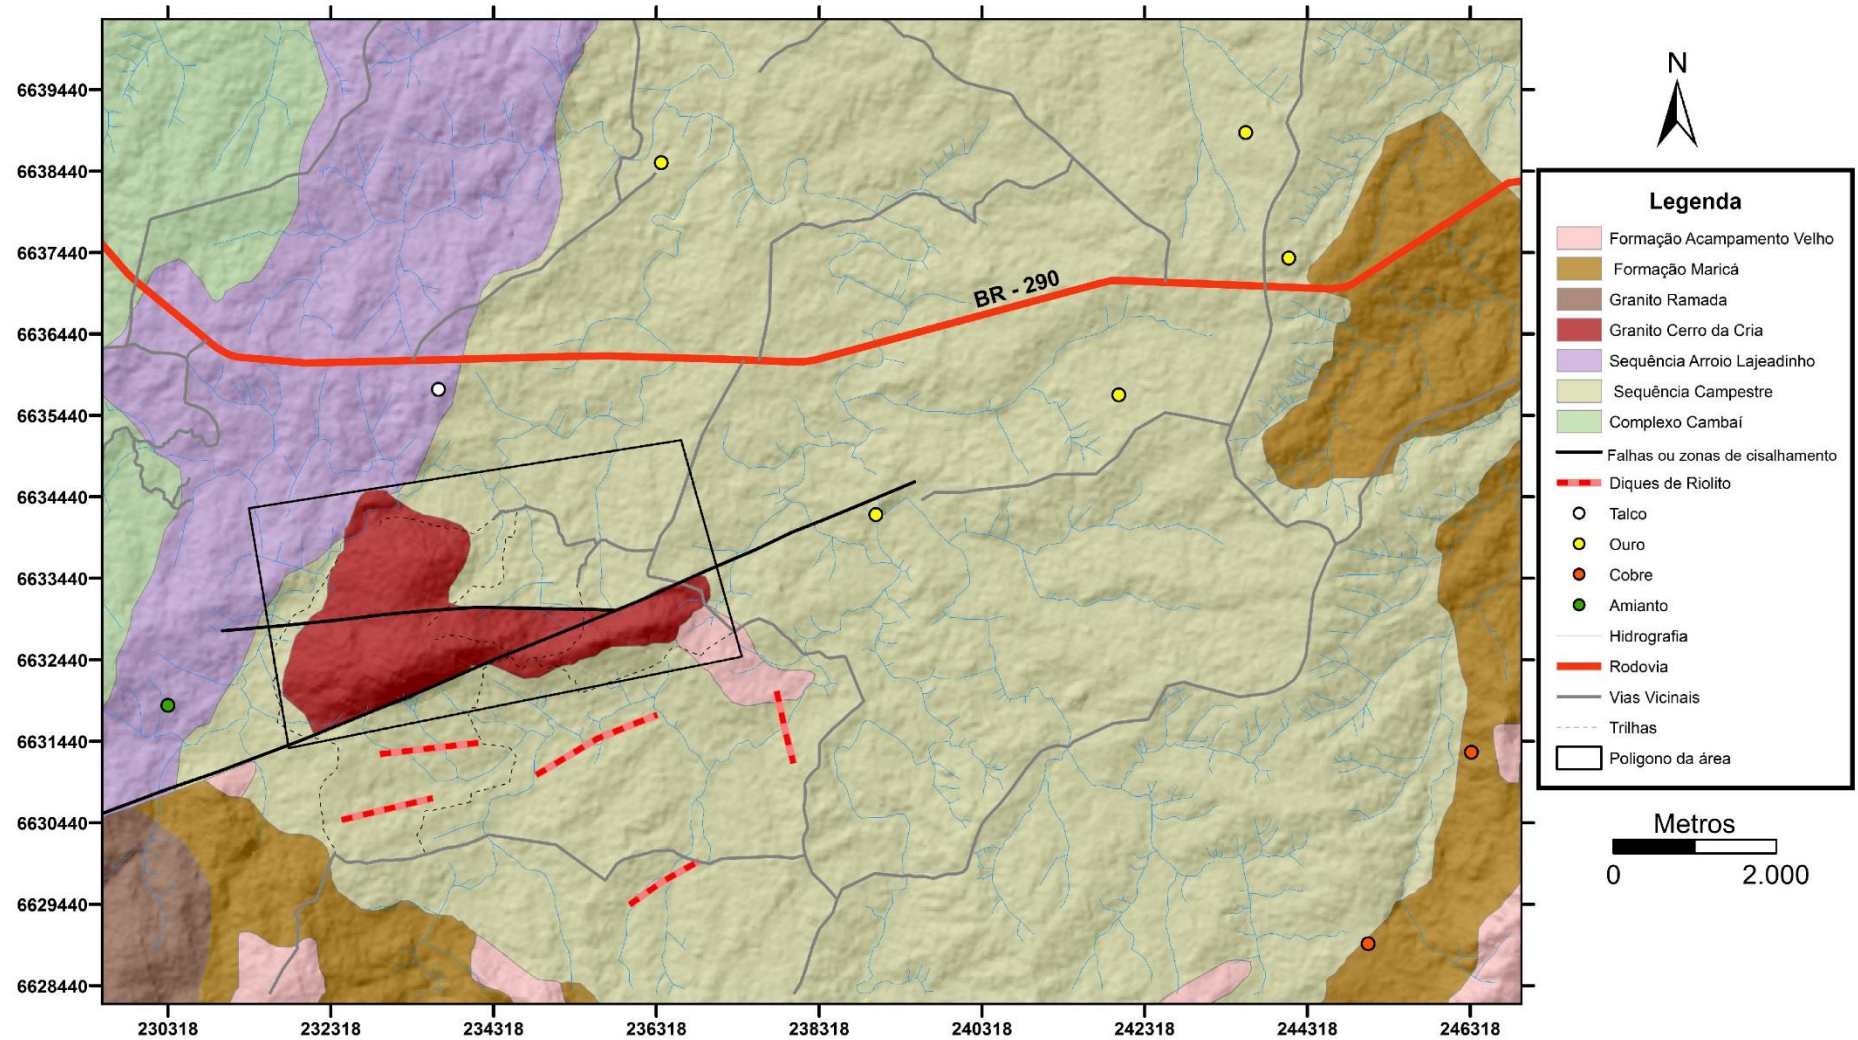 6639440
6638440
6637440
6636440
6635440
6634440
6633440
6632440
6631440
6630440
6629440
6628440
230318
232318
234318
236318
238318
240318
242318
244318
246318
BR - 290
N
Legenda
Formação Acampamento Velho
Formação Maricá
Granito Ramada
Granito Cerro da Cria
Sequência Arroio Lajeadinho
Sequência Campestre
Complexo Cambaí
Falhas ou zonas de cisalhamento
Diques de Riolito
Talco
Ouro
Cobre
Amianto
Hidrografia
Rodovia
Vias Vicinais
Trilhas
Poligono da área
Metros
0 2.000